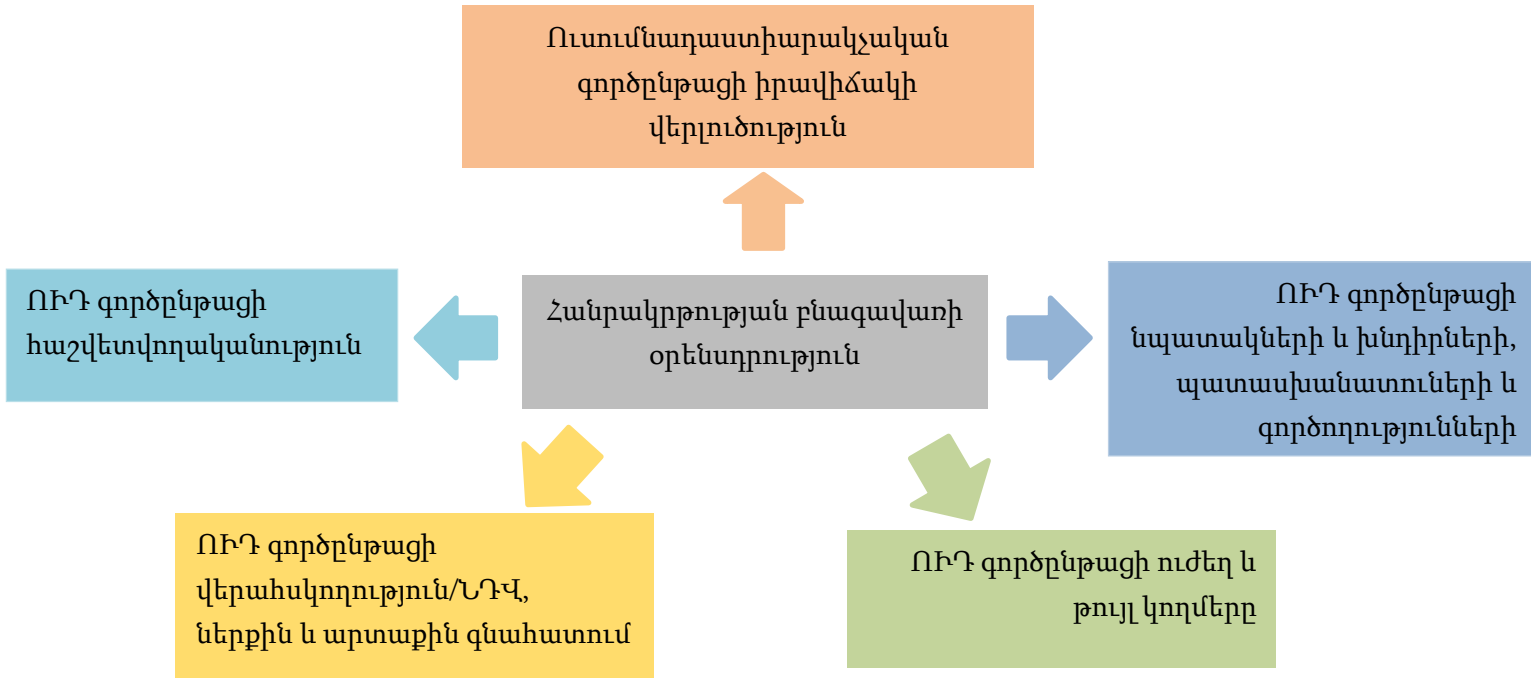 Ուսումնադաստիարակչական
գործընթացի իրավիճակի
վերլուծություն
ՈՒԴ գործընթացի
հաշվետվողականություն
Հանրակրթության բնագավառի
օրենսդրություն
ՈՒԴ գործընթացի
նպատակների և խնդիրների,
պատասխանատուների և
գործողությունների
ՈՒԴ գործընթացի
վերահսկողություն/ՆԴՎ,
ներքին և արտաքին գնահատում
ՈՒԴ գործընթացի ուժեղ և
թույլ կողմերը